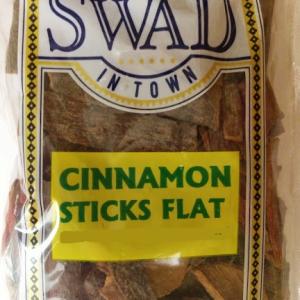 SWAD
IN TOWN
CINNAMON
STICKS FLAT